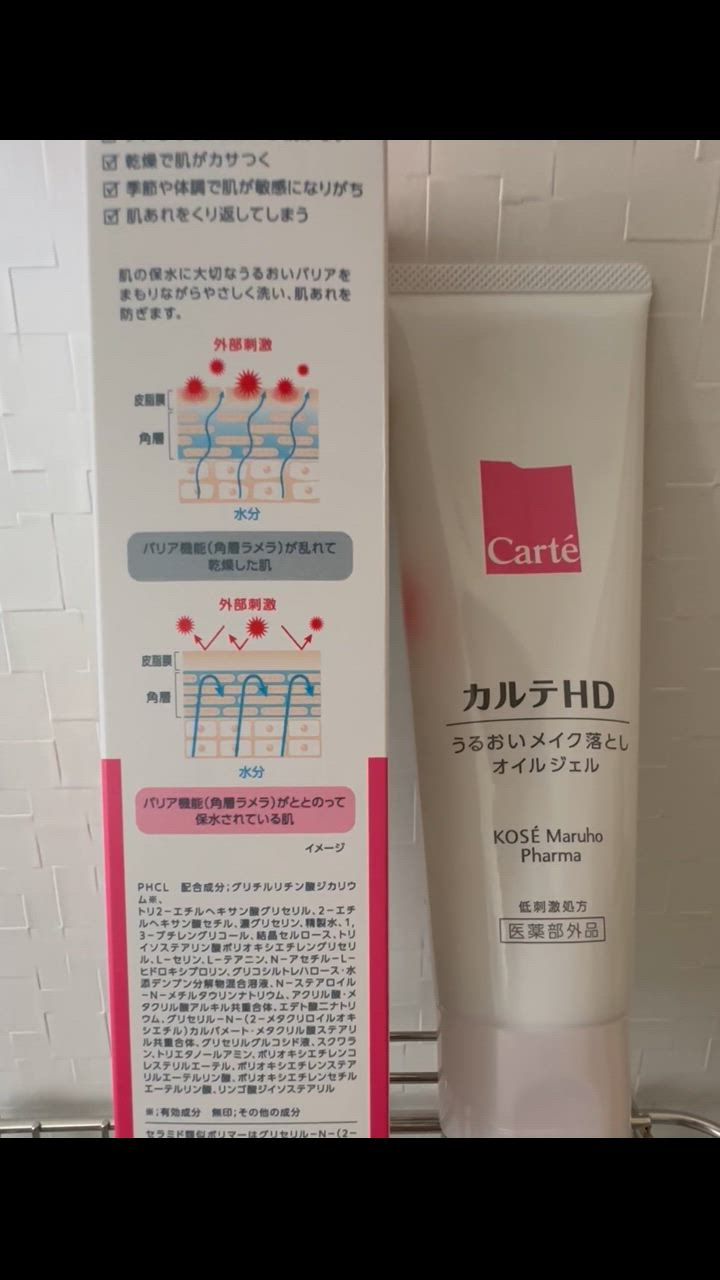 乾燥で肌がカサつく
季節や体調で肌が敏感になりがち
肌あれをくり返してしまう
肌の保水に大切なうるおいバリアを
まもりながらやさしく洗い、肌あれを
防ぎます。
外部刺激
皮脂膜
角層
水分
バリア機能(角層ラメラ)が乱れて
乾燥した肌
外部刺激
皮脂膜
角層
水分
バリア機能(角層ラメラ)がととのって
保水されている肌
イメージ
PHCL 配合成分;グリチルリチン酸ジカリウ
ム※、
トリ2-エチルヘキサン酸グリセリル、2-エチ
ルヘキサン酸セチル、濃グリセリン、精製水、1,
3-ブチレングリコール、結晶セルロース、トリ
イソステアリン酸ポリオキシエチレングリセリ
ル、L-セリン、L-テアニン、N-アセチル-L-
ヒドロキシプロリン、グリコシルトレハロース・水
添デンプン分解物混合溶液、N-ステアロイル
-N-メチルタウリンナトリウム、アクリル酸・メ
タクリル酸アルキル共重合体、エデト酸二ナトリ
ウム、グリセリル-N-(2-メタクリロイルオキ
シエチル)カルバメート・メタクリル酸ステアリ
ル共重合体、グリセリルグルコシド液、スクワラ
ン、トリエタノールアミン、ポリオキシエチレンコ
レステリルエーテル、ポリオキシエチレンステア
リルエーテルリン酸、ポリオキシエチレンセチル
エーテルリン酸、リンゴ酸ジイソステアリル
※;有効成分 無印;その他の成分
セラミド類似ポリマーはグリセリル-N-(2-
Carté
カルテHD
うるおいメイク落とし
オイルジェル
KOSÉ Maruho
Pharma
低刺激処方
医薬部外品